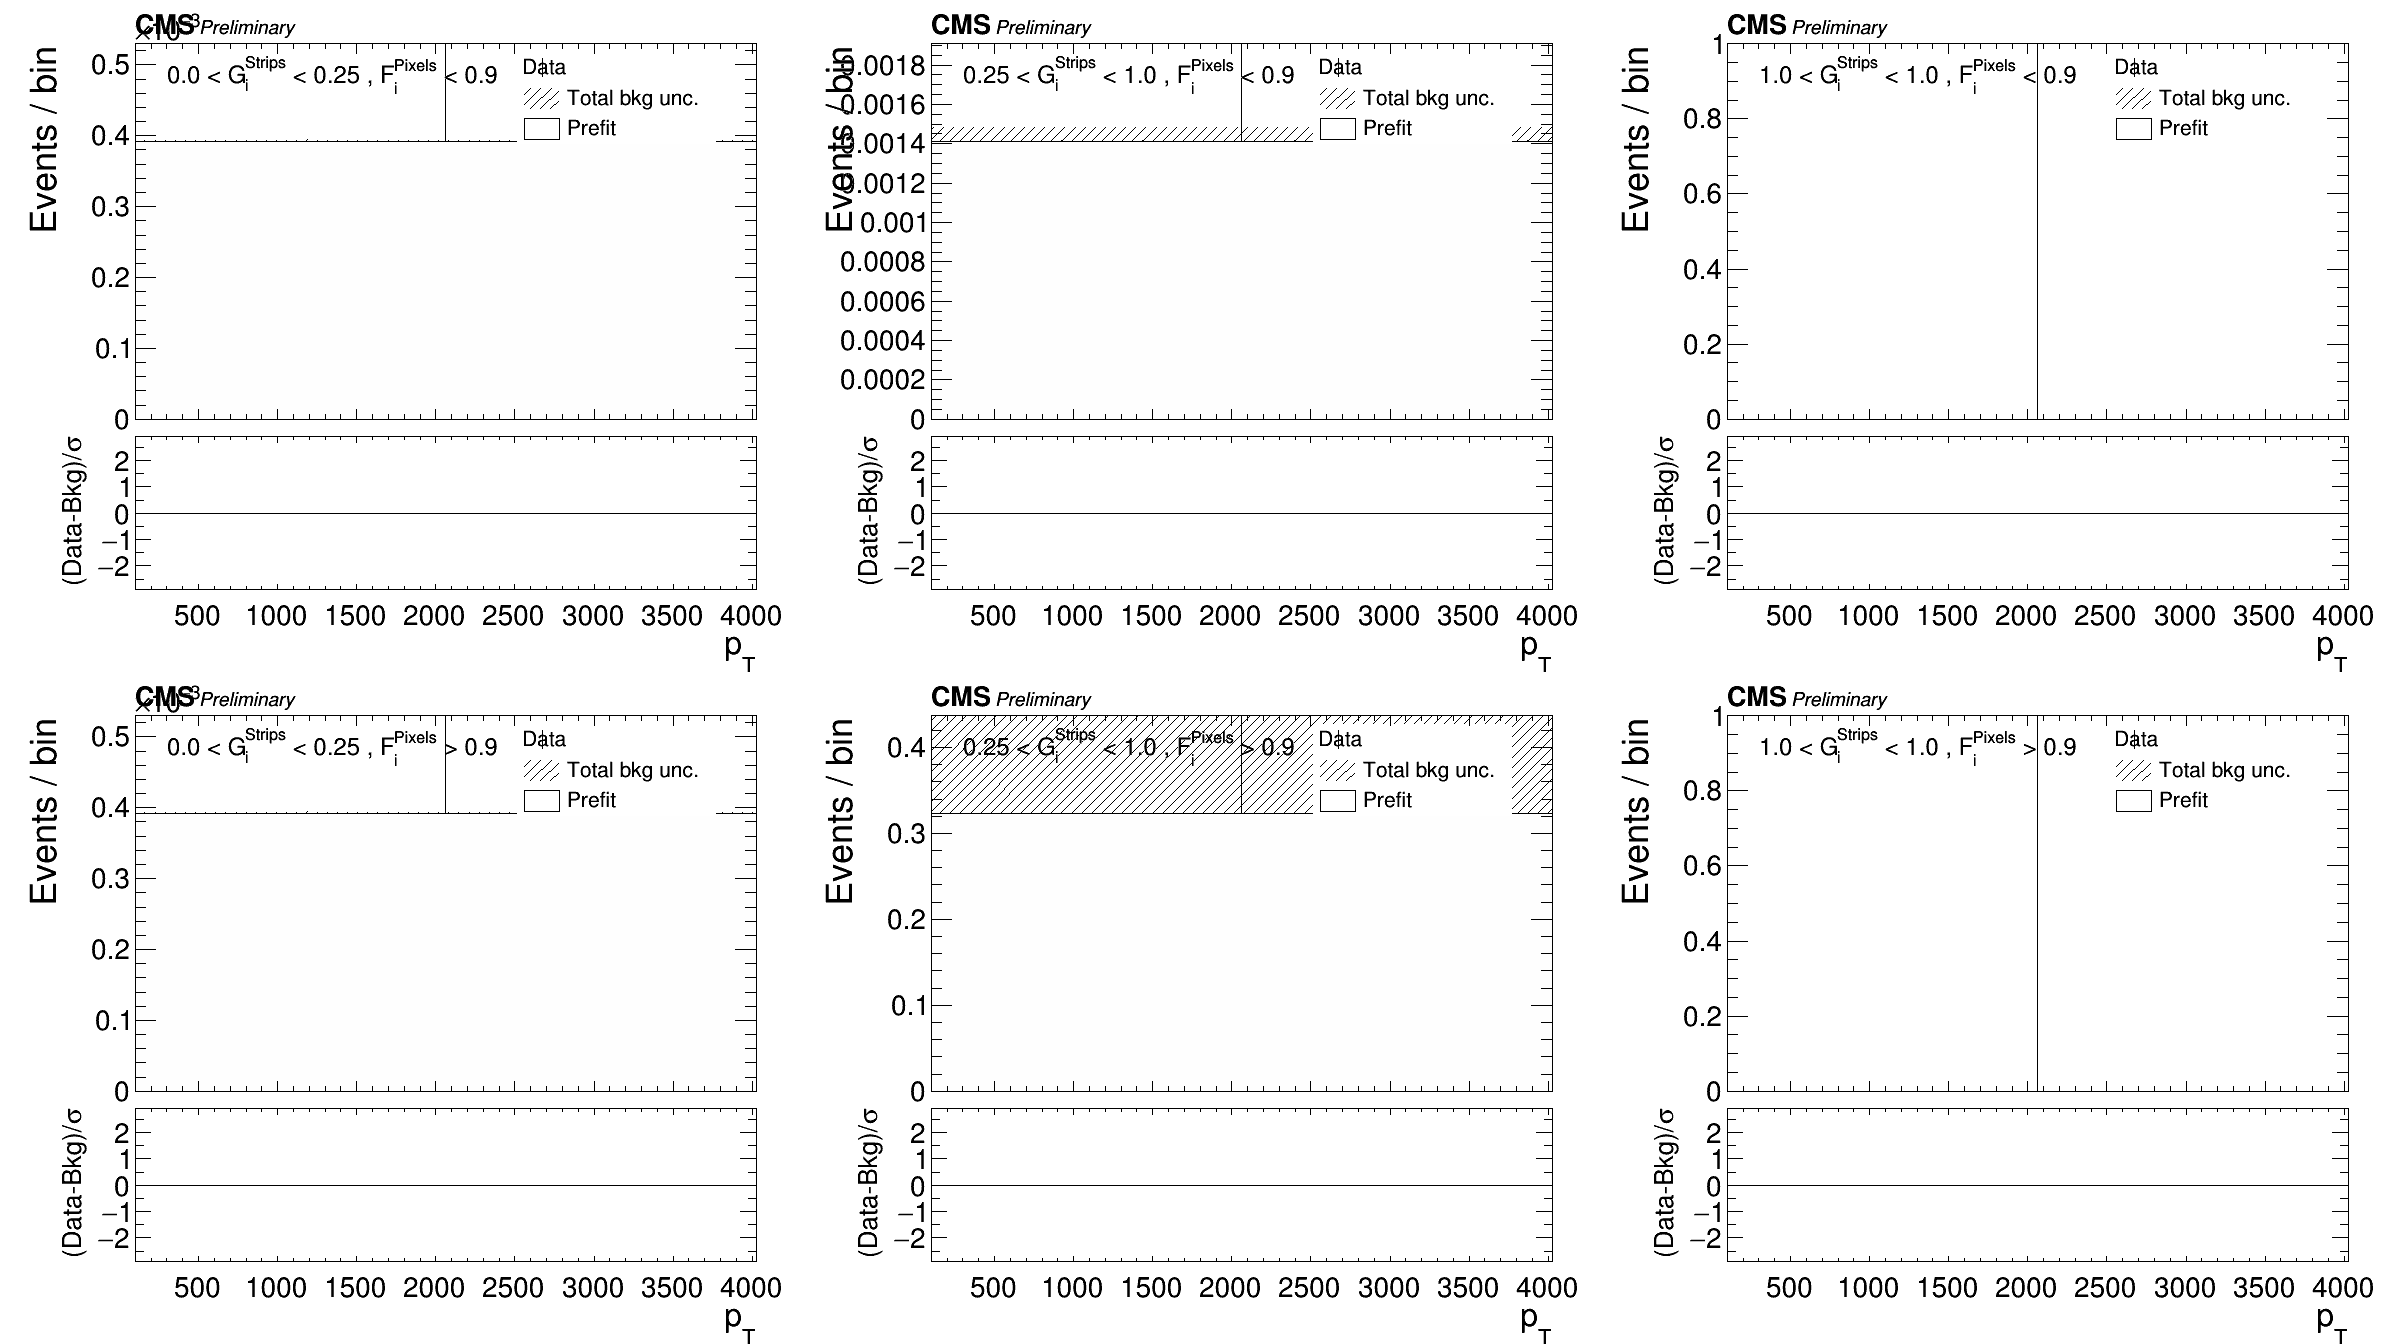 CMS Preliminary
×10⁻³
Events / bin
0.0 < G_i^Strips < 0.25 , F_i^Pixels < 0.9
Data
Total bkg unc.
Prefit
0.5
0.4
0.3
0.2
0.1
0
(Data-Bkg)/σ
2
1
0
−1
−2
500 1000 1500 2000 2500 3000 3500 4000
p_T
CMS Preliminary
Events / bin
0.25 < G_i^Strips < 1.0 , F_i^Pixels < 0.9
Data
Total bkg unc.
Prefit
0.0018
0.0016
0.0014
0.0012
0.001
0.0008
0.0006
0.0004
0.0002
0
(Data-Bkg)/σ
2
1
0
−1
−2
500 1000 1500 2000 2500 3000 3500 4000
p_T
CMS Preliminary
Events / bin
1.0 < G_i^Strips < 1.0 , F_i^Pixels < 0.9
Data
Total bkg unc.
Prefit
1
0.8
0.6
0.4
0.2
0
(Data-Bkg)/σ
2
1
0
−1
−2
500 1000 1500 2000 2500 3000 3500 4000
p_T
CMS Preliminary
×10⁻³
Events / bin
0.0 < G_i^Strips < 0.25 , F_i^Pixels > 0.9
Data
Total bkg unc.
Prefit
0.5
0.4
0.3
0.2
0.1
0
(Data-Bkg)/σ
2
1
0
−1
−2
500 1000 1500 2000 2500 3000 3500 4000
p_T
CMS Preliminary
Events / bin
0.25 < G_i^Strips < 1.0 , F_i^Pixels > 0.9
Data
Total bkg unc.
Prefit
0.4
0.3
0.2
0.1
0
(Data-Bkg)/σ
2
1
0
−1
−2
500 1000 1500 2000 2500 3000 3500 4000
p_T
CMS Preliminary
Events / bin
1.0 < G_i^Strips < 1.0 , F_i^Pixels > 0.9
Data
Total bkg unc.
Prefit
1
0.8
0.6
0.4
0.2
0
(Data-Bkg)/σ
2
1
0
−1
−2
500 1000 1500 2000 2500 3000 3500 4000
p_T